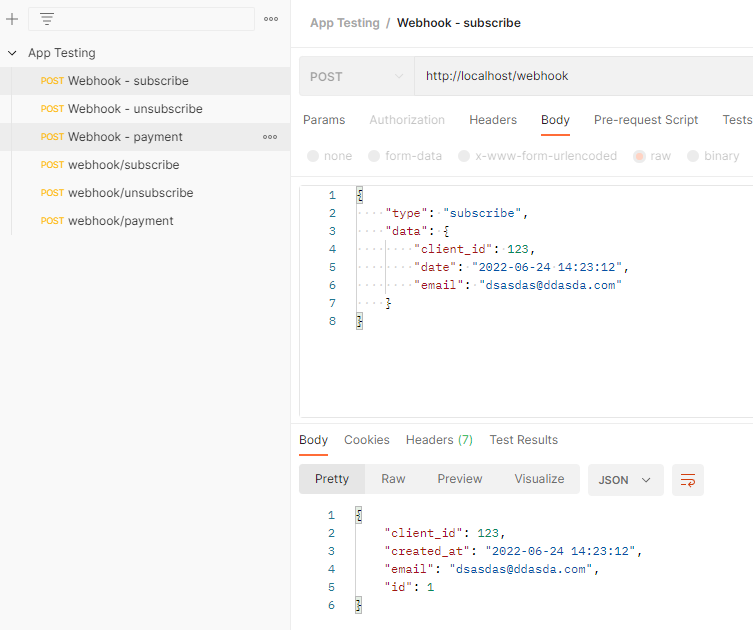 App Testing
POST Webhook - subscribe
POST Webhook - unsubscribe
POST Webhook - payment
POST webhook/subscribe
POST webhook/unsubscribe
POST webhook/payment
App Testing / Webhook - subscribe
POST http://localhost/webhook
Params Authorization Headers Body Pre-request Script Tests
none form-data x-www-form-urlencoded raw binary
1 {
2 "type": "subscribe",
3 "data": {
4 "client_id": 123,
5 "date": "2022-06-24 14:23:12",
6 "email": "dsasdas@ddasda.com"
7 }
8 }
Body Cookies Headers (7) Test Results
Pretty Raw Preview Visualize JSON
1 {
2 "client_id": 123,
3 "created_at": "2022-06-24 14:23:12",
4 "email": "dsasdas@ddasda.com",
5 "id": 1
6 }